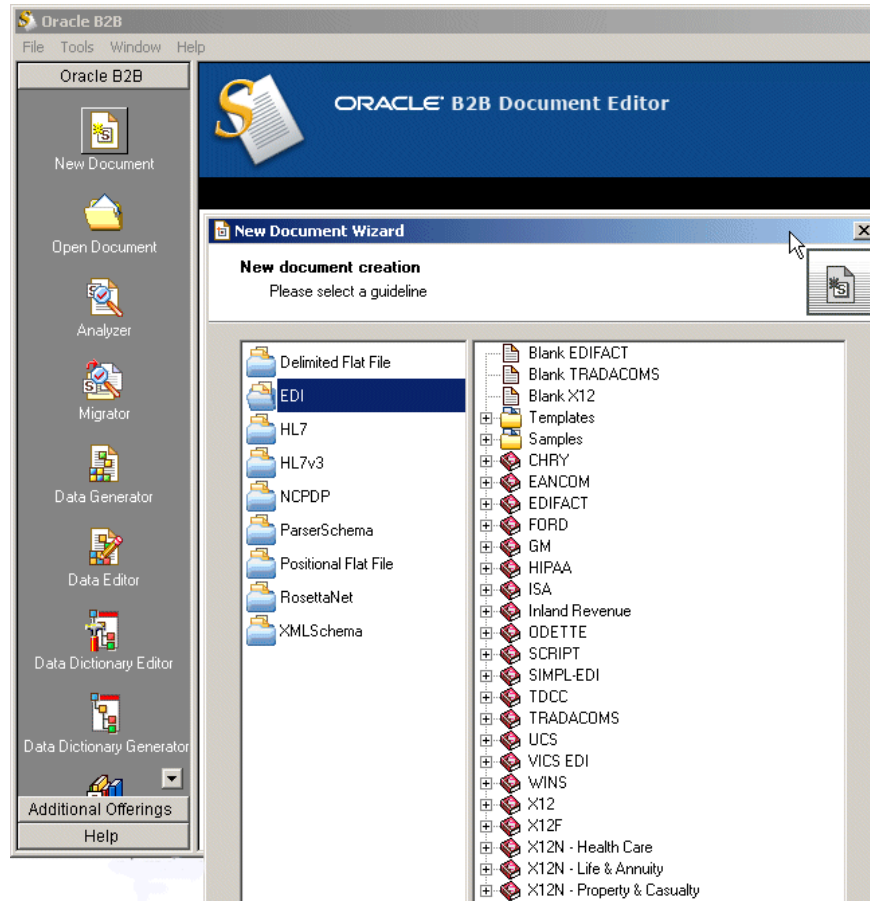 Oracle B2B
File Tools Window Help
Oracle B2B
New Document
Open Document
Analyzer
Migrator
Data Generator
Data Editor
Data Dictionary Editor
Data Dictionary Generator
Additional Offerings
Help
ORACLE B2B Document Editor
New Document Wizard
New document creation
Please select a guideline
Delimited Flat File
EDI
HL7
HL7v3
NCPDP
ParserSchema
Positional Flat File
RosettaNet
XMLSchema
Blank EDIFACT
Blank TRADACOMS
Blank X12
Templates
Samples
CHRY
EANCOM
EDIFACT
FORD
GM
HIPAA
ISA
Inland Revenue
ODETTE
SCRIPT
SIMPL-EDI
TDCC
TRADACOMS
UCS
VICS EDI
WINS
X12
X12F
X12N - Health Care
X12N - Life & Annuity
X12N - Property & Casualty